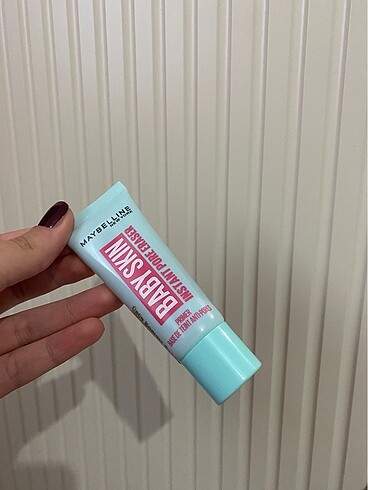 MAYBELLINE
NEW YORK
BABY SKIN
INSTANT PORE ERASER
PRIMER
BASE DE TEINT ANTI-PORES